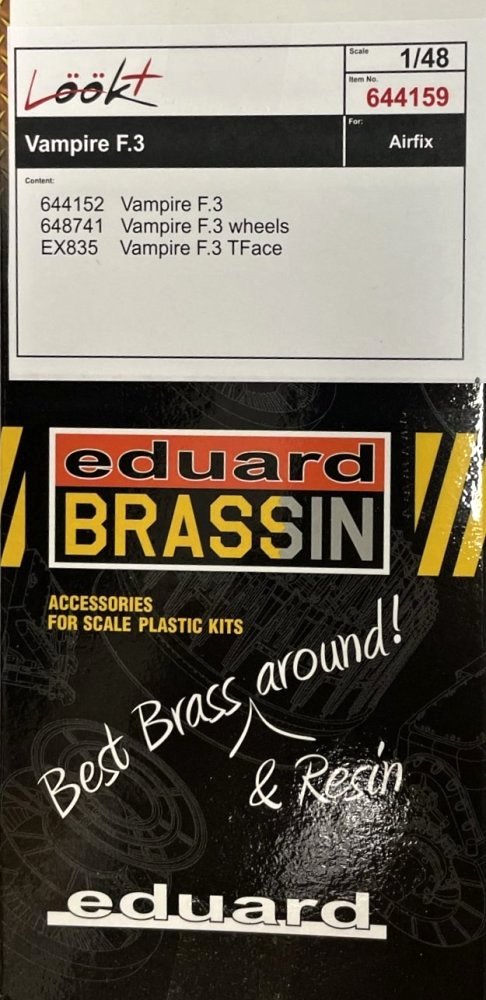 Löök+
Scale
1/48
Item No.
644159
Vampire F.3
For:
Airfix
Content:
644152 Vampire F.3
648741 Vampire F.3 wheels
EX835 Vampire F.3 TFace
eduard
BRASSIN
ACCESSORIES
FOR SCALE PLASTIC KITS
Best Brass around!
& Resin
eduard